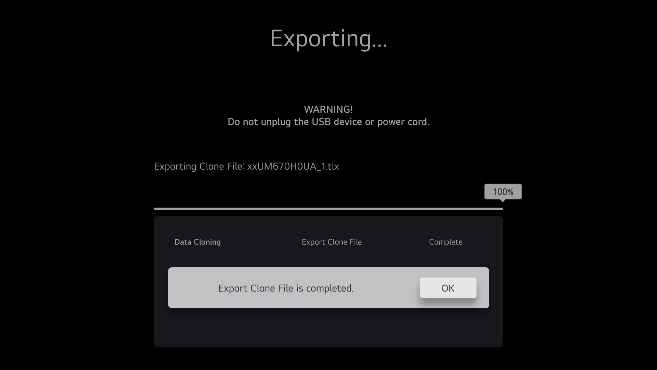 Exporting...
WARNING!
Do not unplug the USB device or power cord.
Exporting Clone File: xxUM670H0UA_1.tlx
100%
Data Cloning Export Clone File Complete
Export Clone File is completed. OK